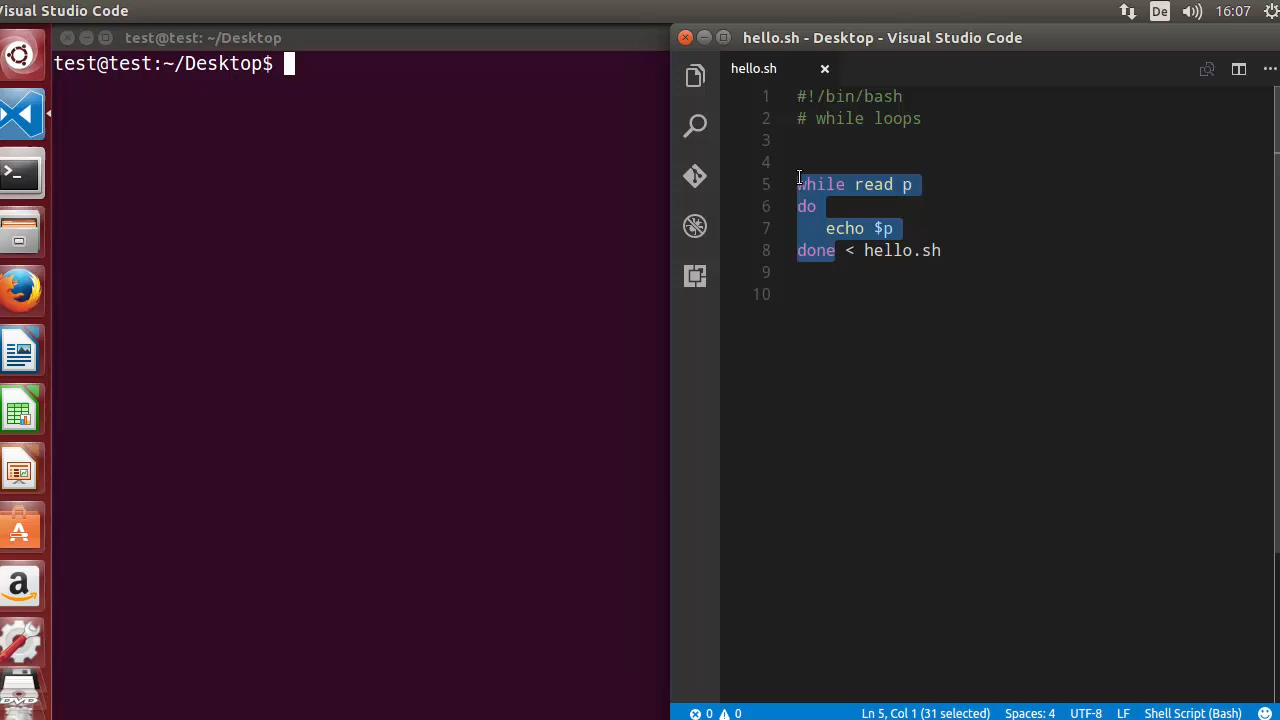 Visual Studio Code
De
16:07
test@test: ~/Desktop
test@test:~/Desktop$
hello.sh - Desktop - Visual Studio Code
hello.sh
1 #!/bin/bash
2 # while loops
3
4
5 while read p
6 do
7 echo $p
8 done < hello.sh
9
10
0 0
Ln 5, Col 1 (31 selected)
Spaces: 4
UTF-8
LF
Shell Script (Bash)